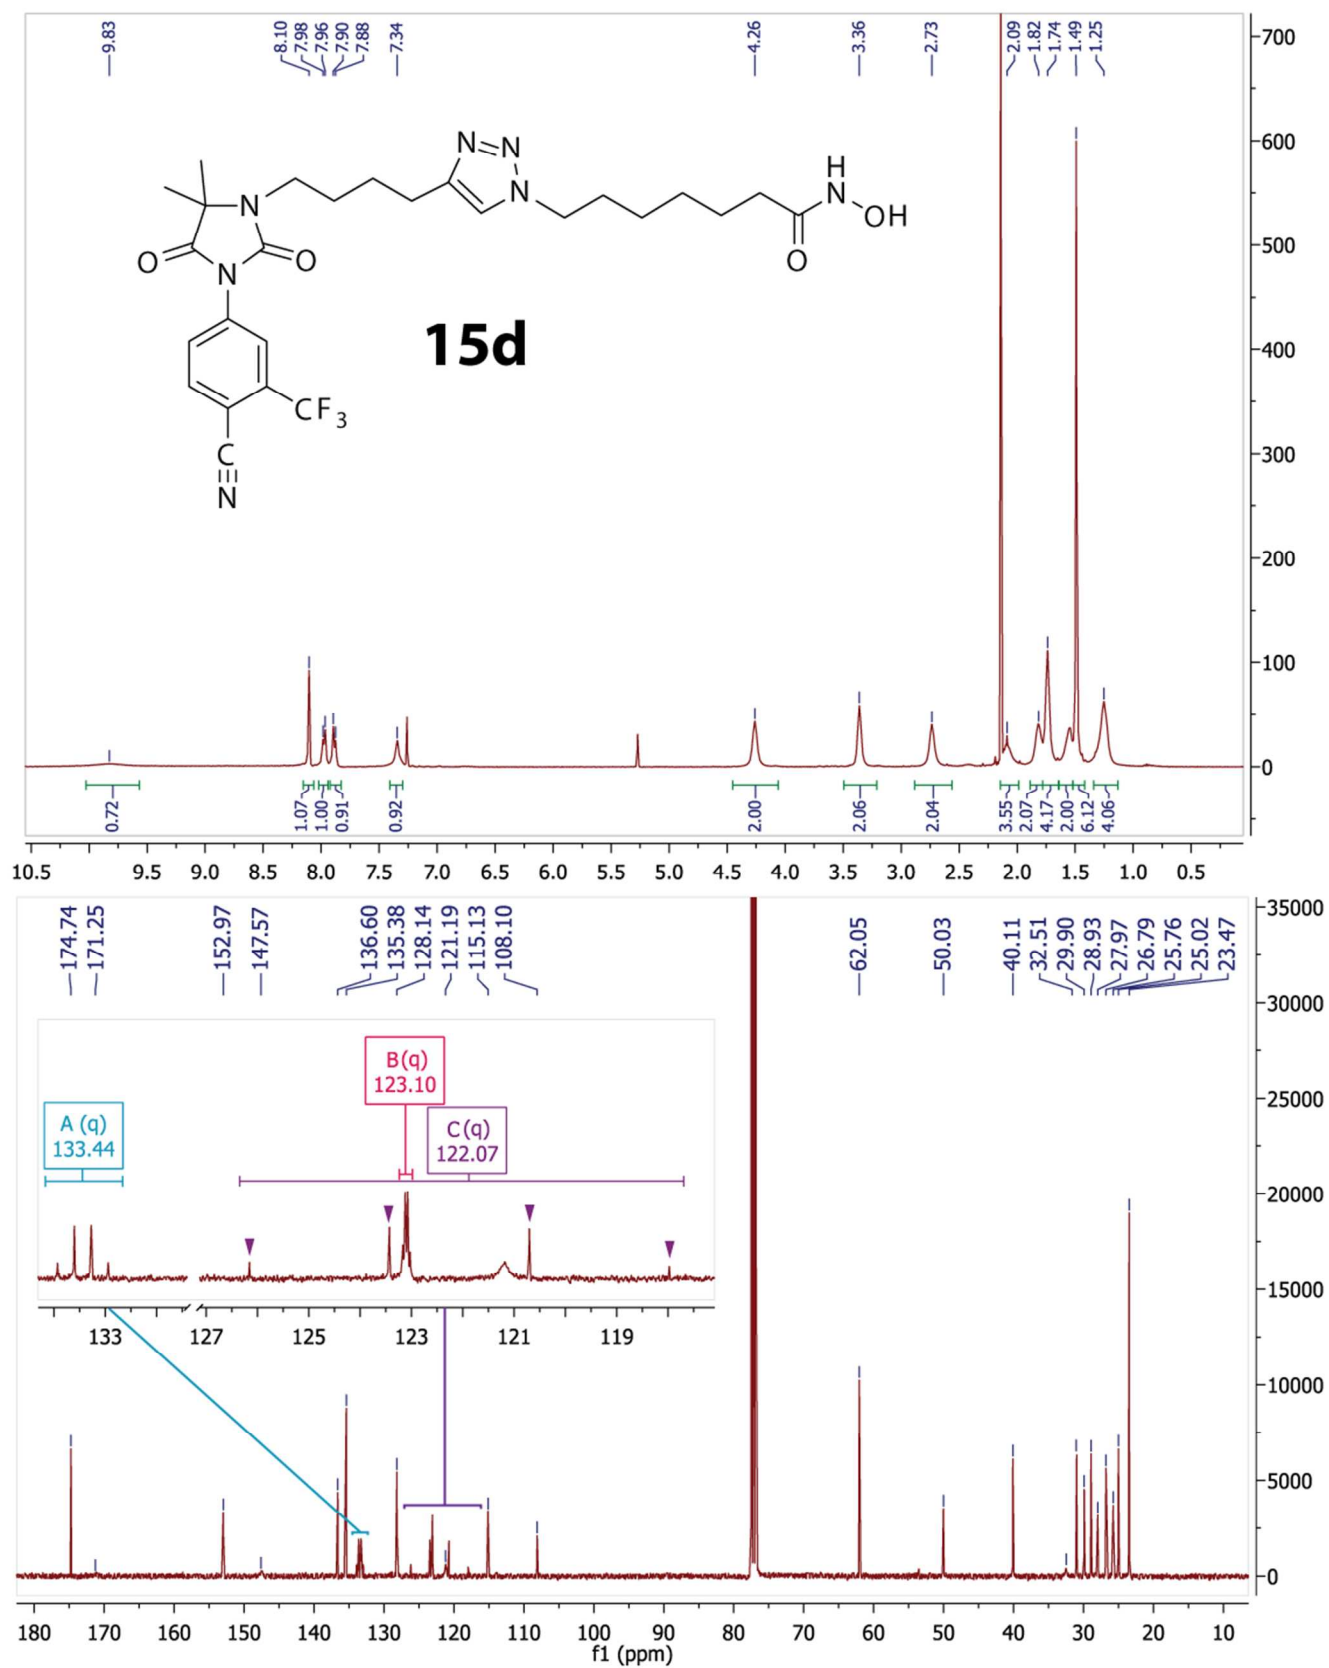 9.83 8.10 7.98 7.96 7.90 7.88 7.34 4.26 3.36 2.73 2.09 1.82 1.74 1.49 1.25
700
600
500
400
300
200
100
0
N N
N
N
O
O
N
H
N
OH
O
15d
CF3
C
N
0.72 1.07 1.00 0.91 0.92 2.00 2.06 2.04 3.55 2.07 4.17 2.00 6.12 4.06
10.5 9.5 9.0 8.5 8.0 7.5 7.0 6.5 6.0 5.5 5.0 4.5 4.0 3.5 3.0 2.5 2.0 1.5 1.0 0.5
174.74 171.25 152.97 147.57 136.60 135.38 128.14 121.19 115.13 108.10 62.05 50.03 40.11 32.51 29.90 28.93 27.97 26.79 25.76 25.02 23.47
35000
30000
25000
20000
15000
10000
5000
0
A (q)
133.44
B(q)
123.10
C(q)
122.07
133 127 125 123 121 119
180 170 160 150 140 130 120 110 100 90 80 70 60 50 40 30 20 10
f1 (ppm)